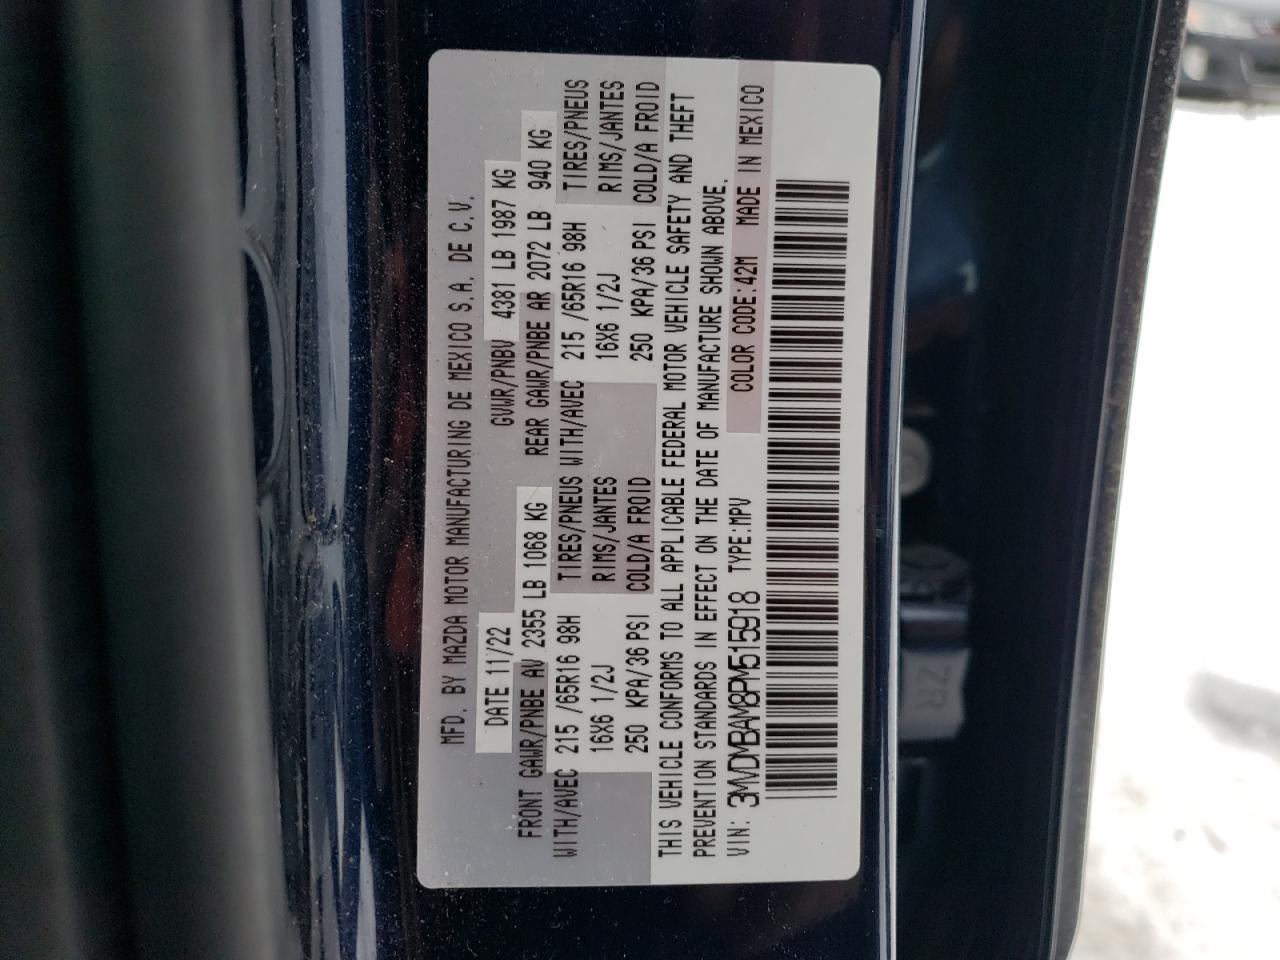 MFD. BY MAZDA MOTOR MANUFACTURING DE MEXICO S.A. DE C.V.
DATE 11/22 GVWR/PNBV 4381 LB 1987 KG
FRONT GAWR/PNBE AV 2355 LB 1068 KG REAR GAWR/PNBE AR 2072 LB 940 KG
WITH/AVEC 215 /65R16 98H TIRES/PNEUS WITH/AVEC 215 /65R16 98H TIRES/PNEUS
16X6 1/2J RIMS/JANTES 16X6 1/2J RIMS/JANTES
250 KPA/36 PSI COLD/A FROID 250 KPA/36 PSI COLD/A FROID
THIS VEHICLE CONFORMS TO ALL APPLICABLE FEDERAL MOTOR VEHICLE SAFETY AND THEFT
PREVENTION STANDARDS IN EFFECT ON THE DATE OF MANUFACTURE SHOWN ABOVE.
VIN: 3MVDMBAM8PM515918 TYPE:MPV COLOR CODE:42M MADE IN MEXICO
ZR